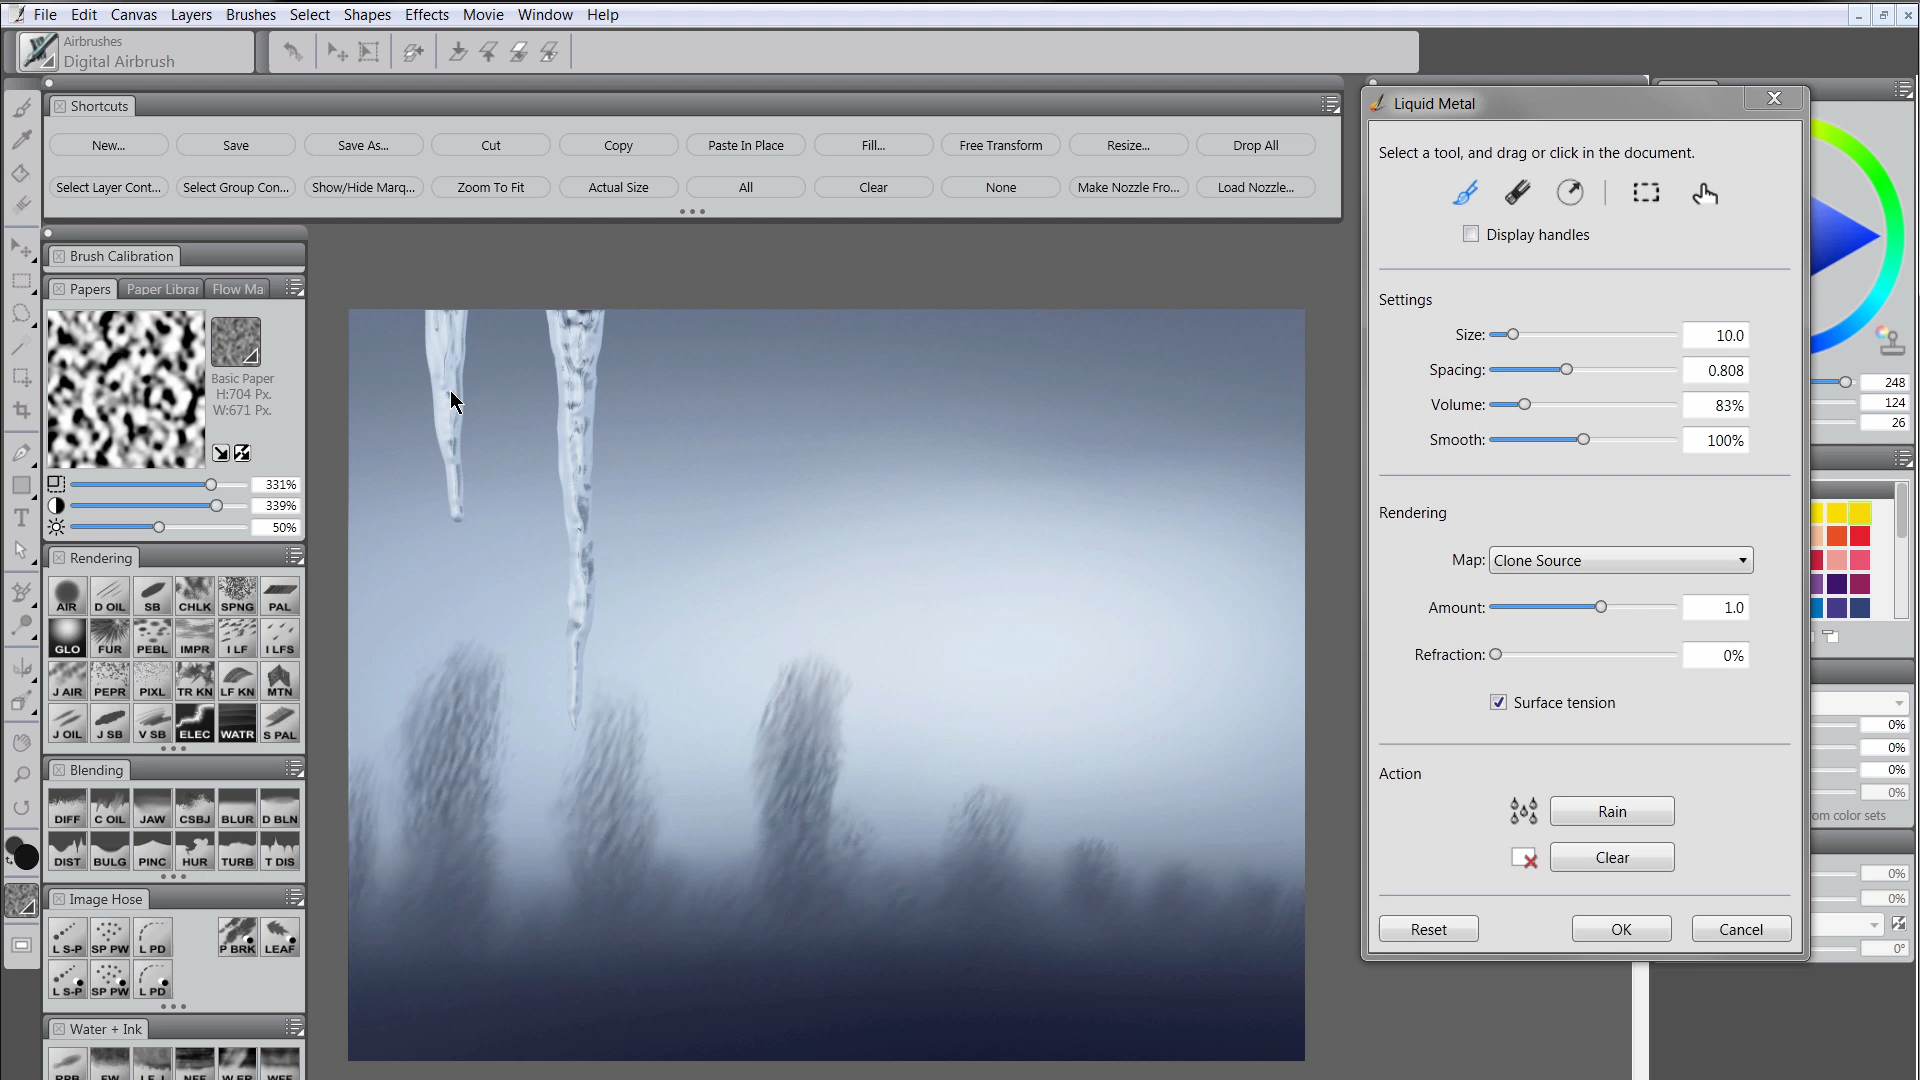 File Edit Canvas Layers Brushes Select Shapes Effects Movie Window Help
Airbrushes
Digital Airbrush
Shortcuts
New... Save Save As... Cut Copy Paste In Place Fill... Free Transform Resize... Drop All
Select Layer Cont... Select Group Con... Show/Hide Marq... Zoom To Fit Actual Size All Clear None Make Nozzle Fro... Load Nozzle...
Brush Calibration
Papers Paper Librar Flow Ma
Basic Paper
H:704 Px.
W:671 Px.
331%
339%
50%
Rendering
AIR D OIL SB CHLK SPNG PAL
GLO FUR PEBL IMPR I LF I LFS
J AIR PEPR PIXL TR KN LF KN MTN
J OIL J SB V SB ELEC WATR S PAL
Blending
DIFF C OIL JAW CSBJ BLUR D BLN
DIST BULG PINC HUR TURB T DIS
Image Hose
L S-P SP PW L PD P BRK LEAF
L S-P SP PW L PD
Water + Ink
T
Liquid Metal
Select a tool, and drag or click in the document.
Display handles
Settings
Size: 10.0
Spacing: 0.808
Volume: 83%
Smooth: 100%
Rendering
Map: Clone Source
Amount: 1.0
Refraction: 0%
Surface tension
Action
Rain
Clear
Reset OK Cancel
248
124
26
0%
0%
0%
0%
om color sets
0%
0%
0°